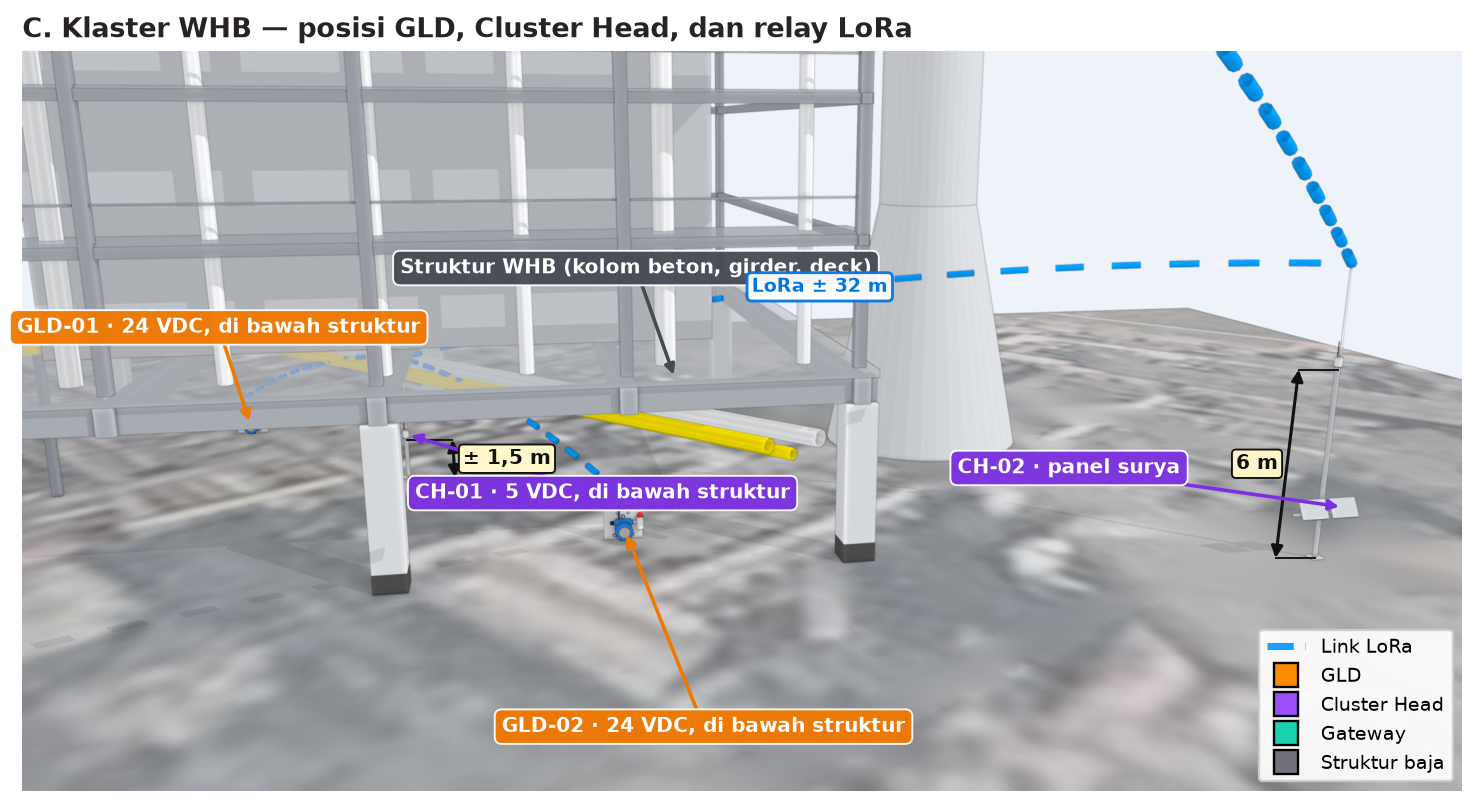 C. Klaster WHB — posisi GLD, Cluster Head, dan relay LoRa
Struktur WHB (kolom beton, girder, deck)
LoRa ± 32 m
GLD-01 · 24 VDC, di bawah struktur
± 1,5 m
CH-01 · 5 VDC, di bawah struktur
CH-02 · panel surya
6 m
GLD-02 · 24 VDC, di bawah struktur
Link LoRa
GLD
Cluster Head
Gateway
Struktur baja